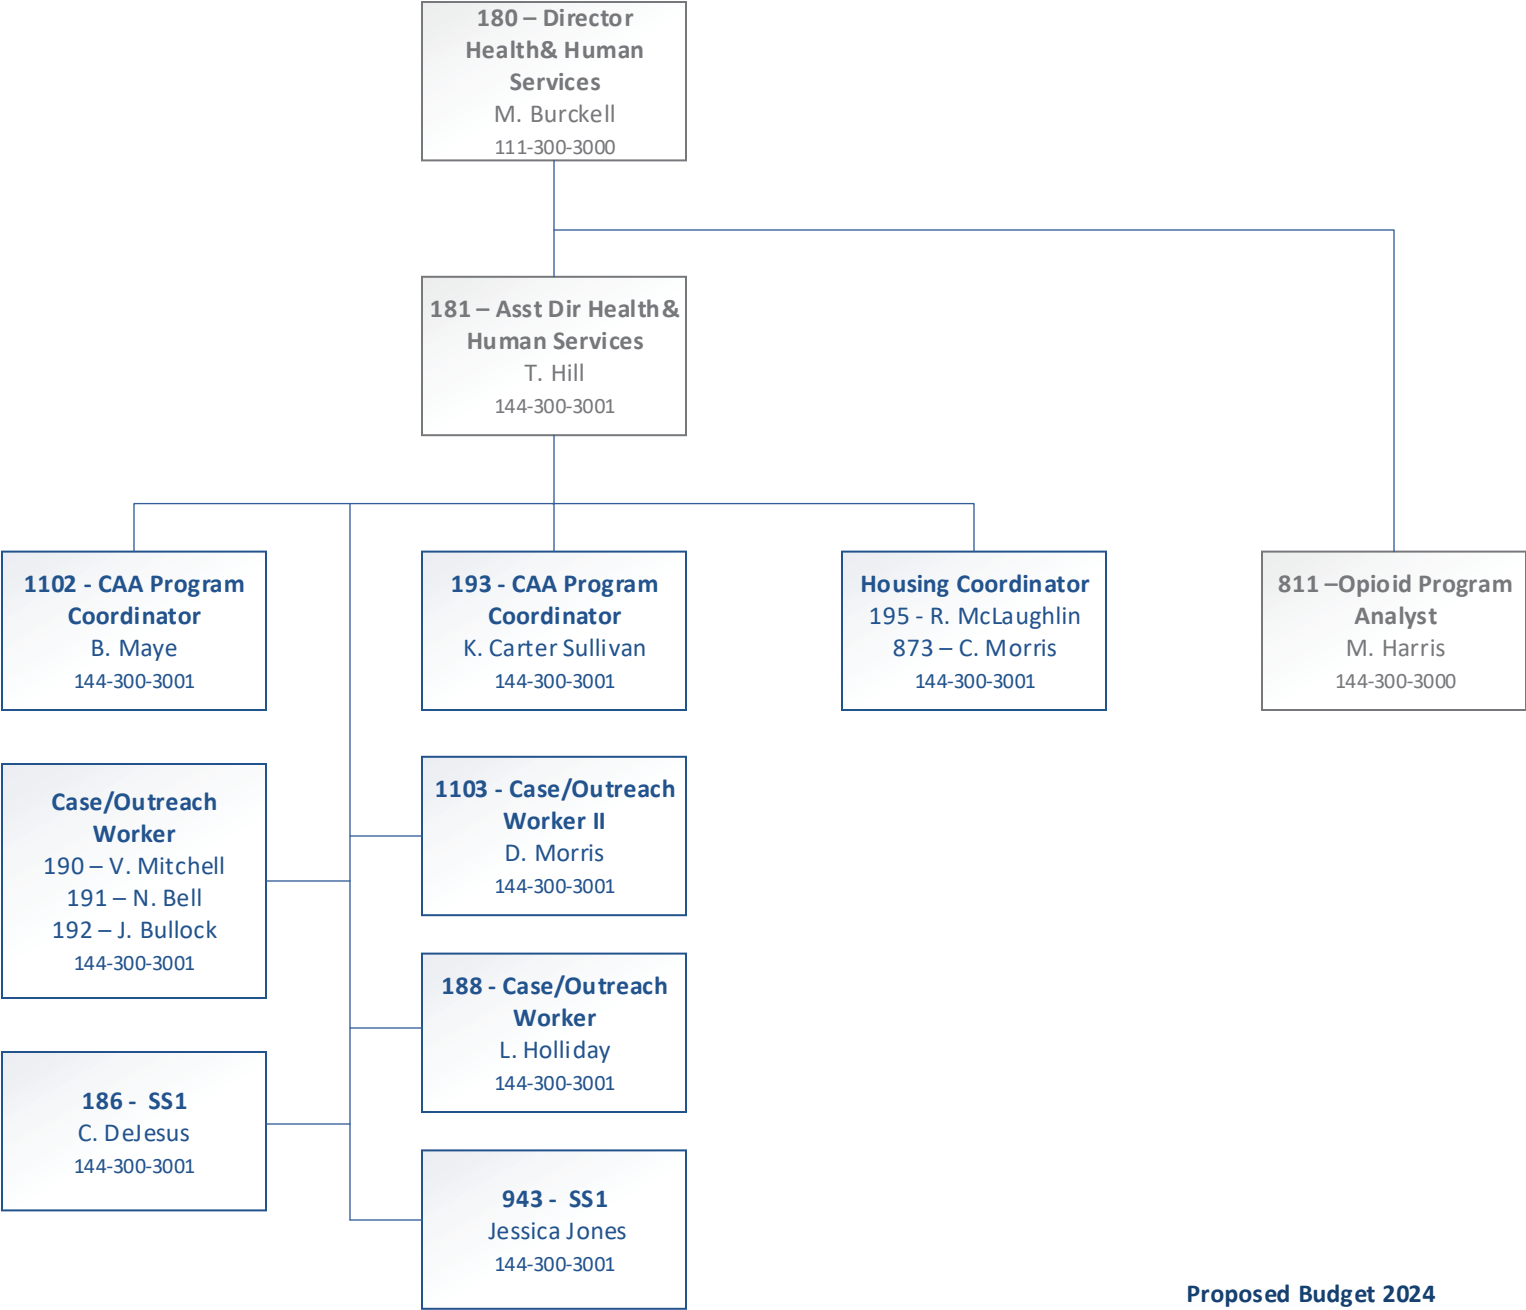 180 – Director
Health& Human
Services
M. Burckell
111-300-3000
181 – Asst Dir Health&
Human Services
T. Hill
144-300-3001
1102 - CAA Program
Coordinator
B. Maye
144-300-3001
193 - CAA Program
Coordinator
K. Carter Sullivan
144-300-3001
Housing Coordinator
195 - R. McLaughlin
873 – C. Morris
144-300-3001
811 –Opioid Program
Analyst
M. Harris
144-300-3000
Case/Outreach
Worker
190 – V. Mitchell
191 – N. Bell
192 – J. Bullock
144-300-3001
1103 - Case/Outreach
Worker II
D. Morris
144-300-3001
188 - Case/Outreach
Worker
L. Holliday
144-300-3001
186 - SS1
C. DeJesus
144-300-3001
943 - SS1
Jessica Jones
144-300-3001
Proposed Budget 2024